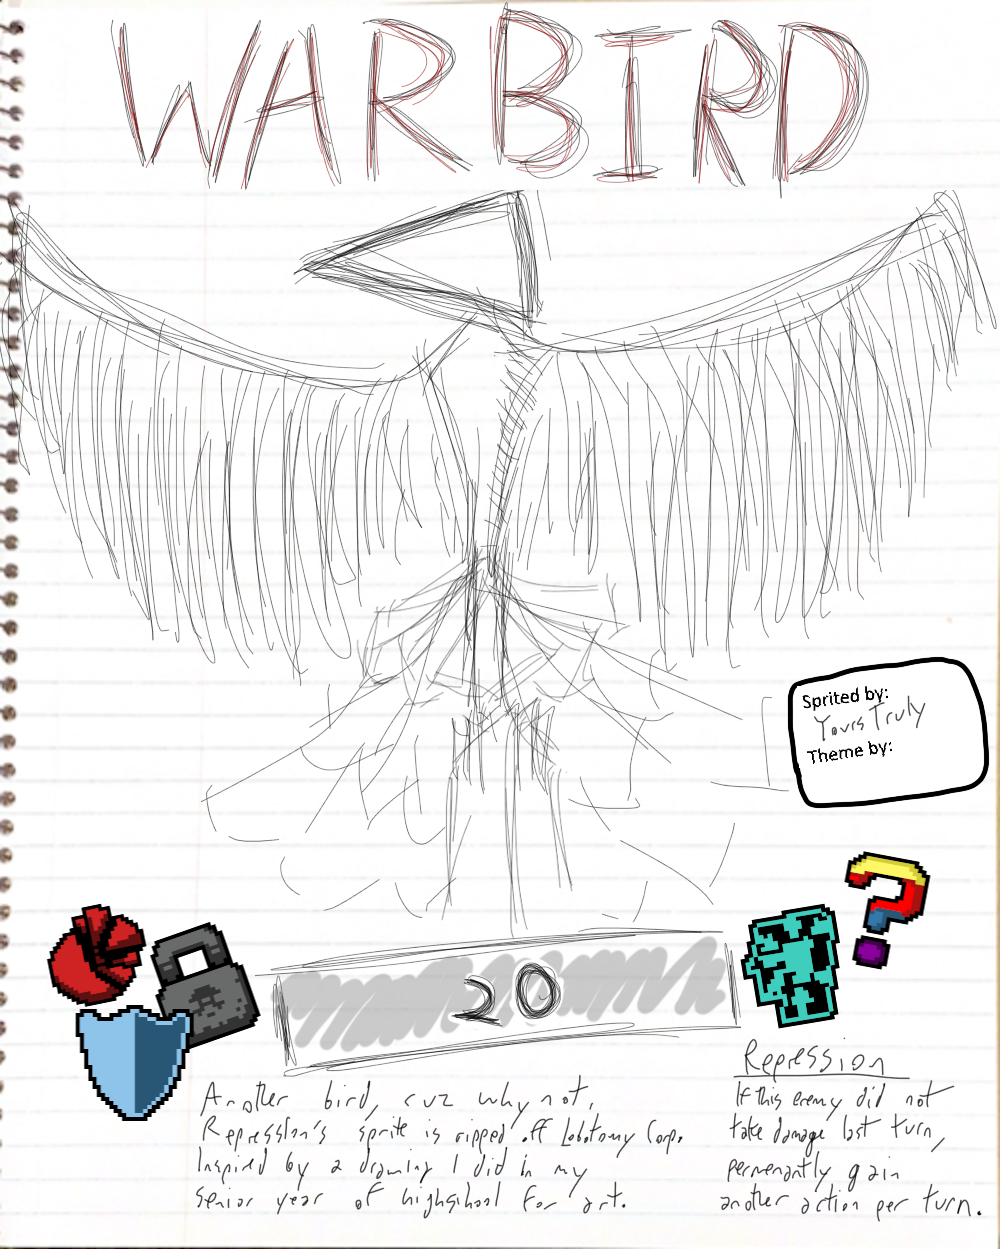 WARBIRD
Sprited by:
Yours Truly
Theme by:
?
20
Another bird, cuz why not.
Repression's sprite is ripped off Lobotomy Corp.
Inspired by a drawing I did in my
senior year of highschool for art.
Repression
If this enemy did not
take damage last turn,
permenantly gain
another action per turn.